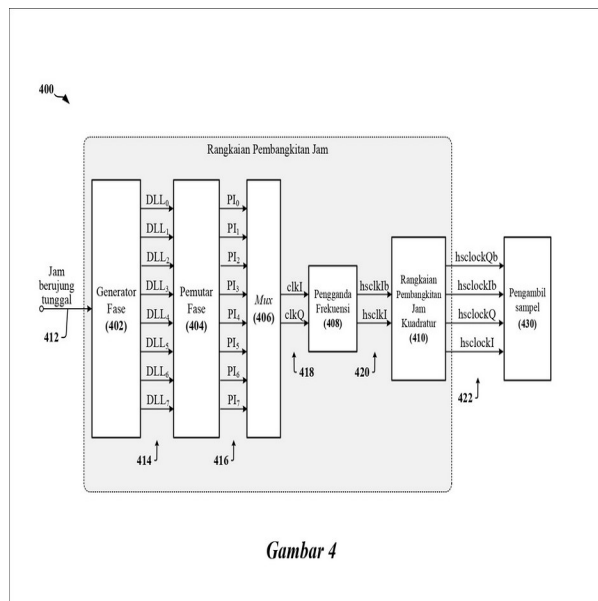 400
Rangkaian Pembangkitan Jam
Jam
berujung
tunggal
412
Generator
Fase
(402)
DLL0
DLL1
DLL2
DLL3
DLL4
DLL5
DLL6
DLL7
414
Pemutar
Fase
(404)
PI0
PI1
PI2
PI3
PI4
PI5
PI6
PI7
416
Mux
(406)
clkI
clkQ
418
Pengganda
Frekuensi
(408)
hsclkIb
hsclkI
420
Rangkaian
Pembangkitan
Jam
Kuadratur
(410)
hsclockQb
hsclockIb
hsclockQ
hsclockI
422
Pengambil
sampel
(430)
Gambar 4